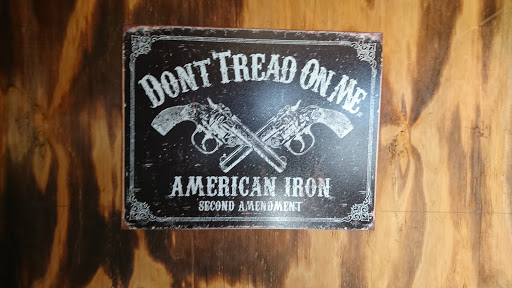 DONT TREAD ON ME
AMERICAN IRON
SECOND AMENDMENT